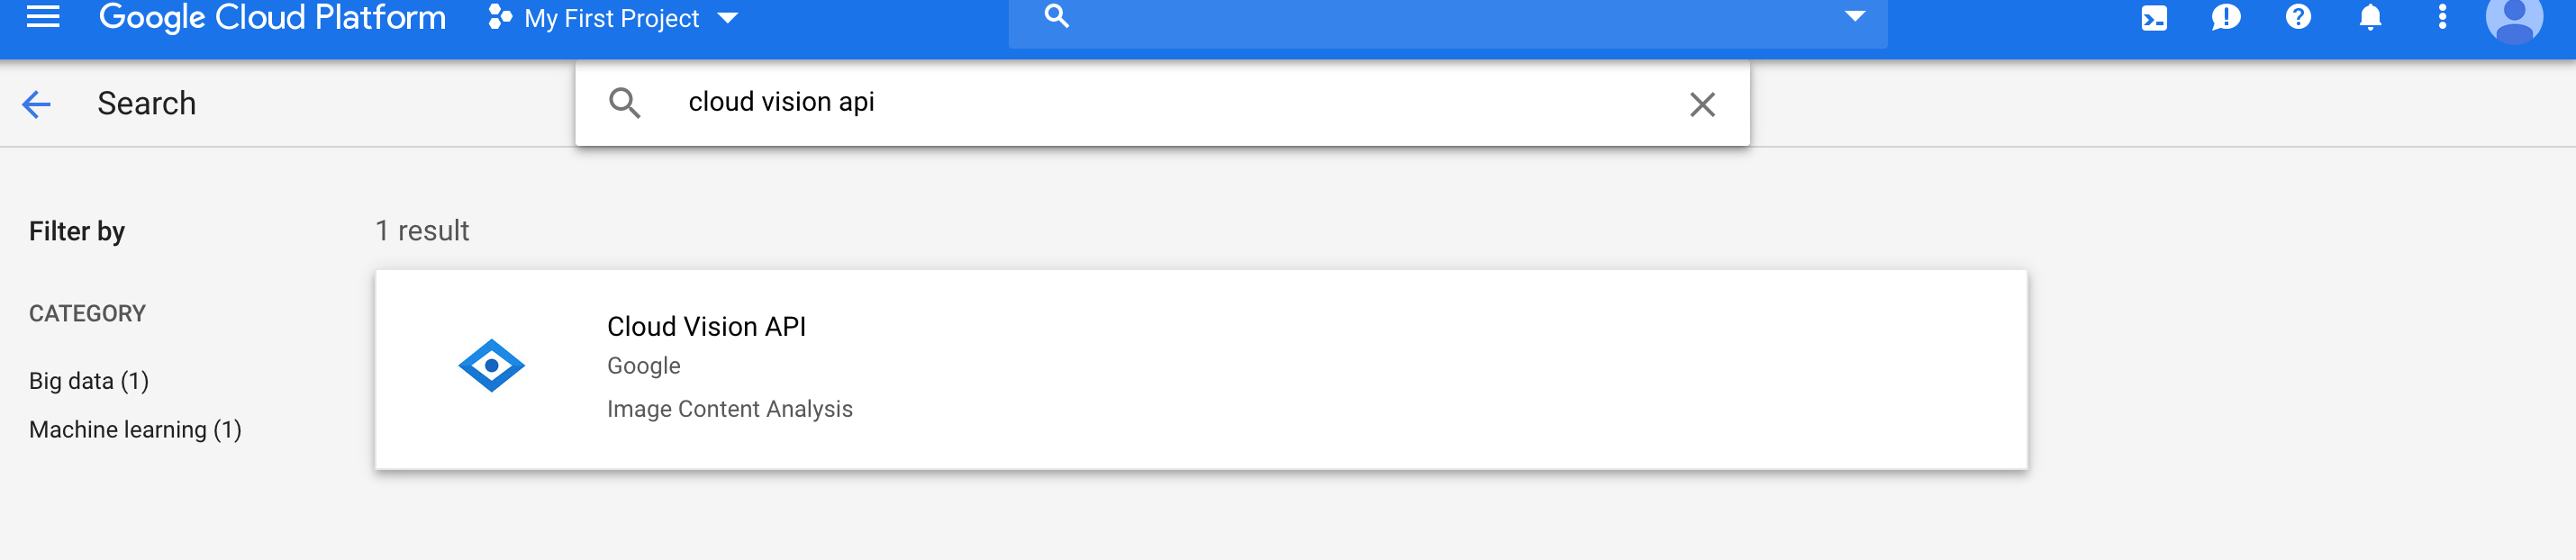 Google Cloud Platform
My First Project
Search
cloud vision api
Filter by
1 result
CATEGORY
Big data (1)
Machine learning (1)
Cloud Vision API
Google
Image Content Analysis